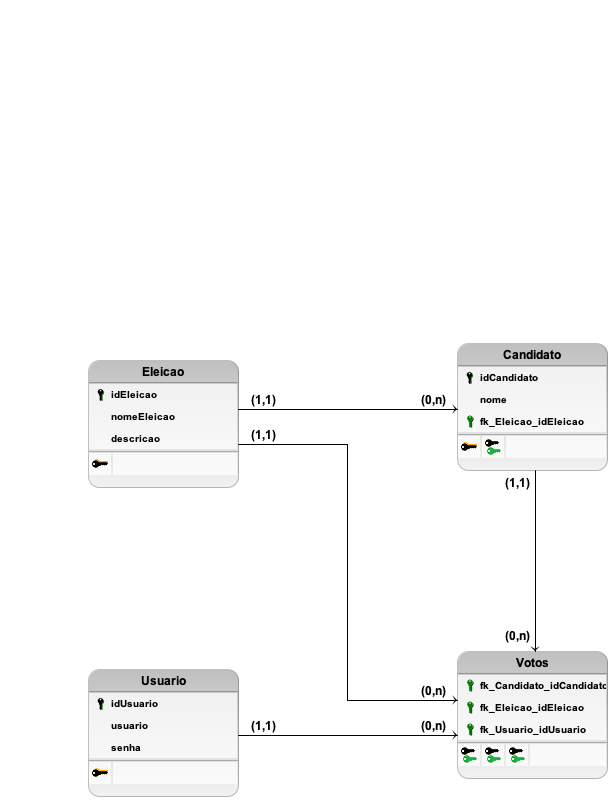 Eleicao
idEleicao
nomeEleicao
descricao
(1,1)
(0,n)
(1,1)
(0,n)
Candidato
idCandidato
nome
fk_Eleicao_idEleicao
(1,1)
(0,n)
Usuario
idUsuario
usuario
senha
(1,1)
(0,n)
Votos
fk_Candidato_idCandidato
fk_Eleicao_idEleicao
fk_Usuario_idUsuario